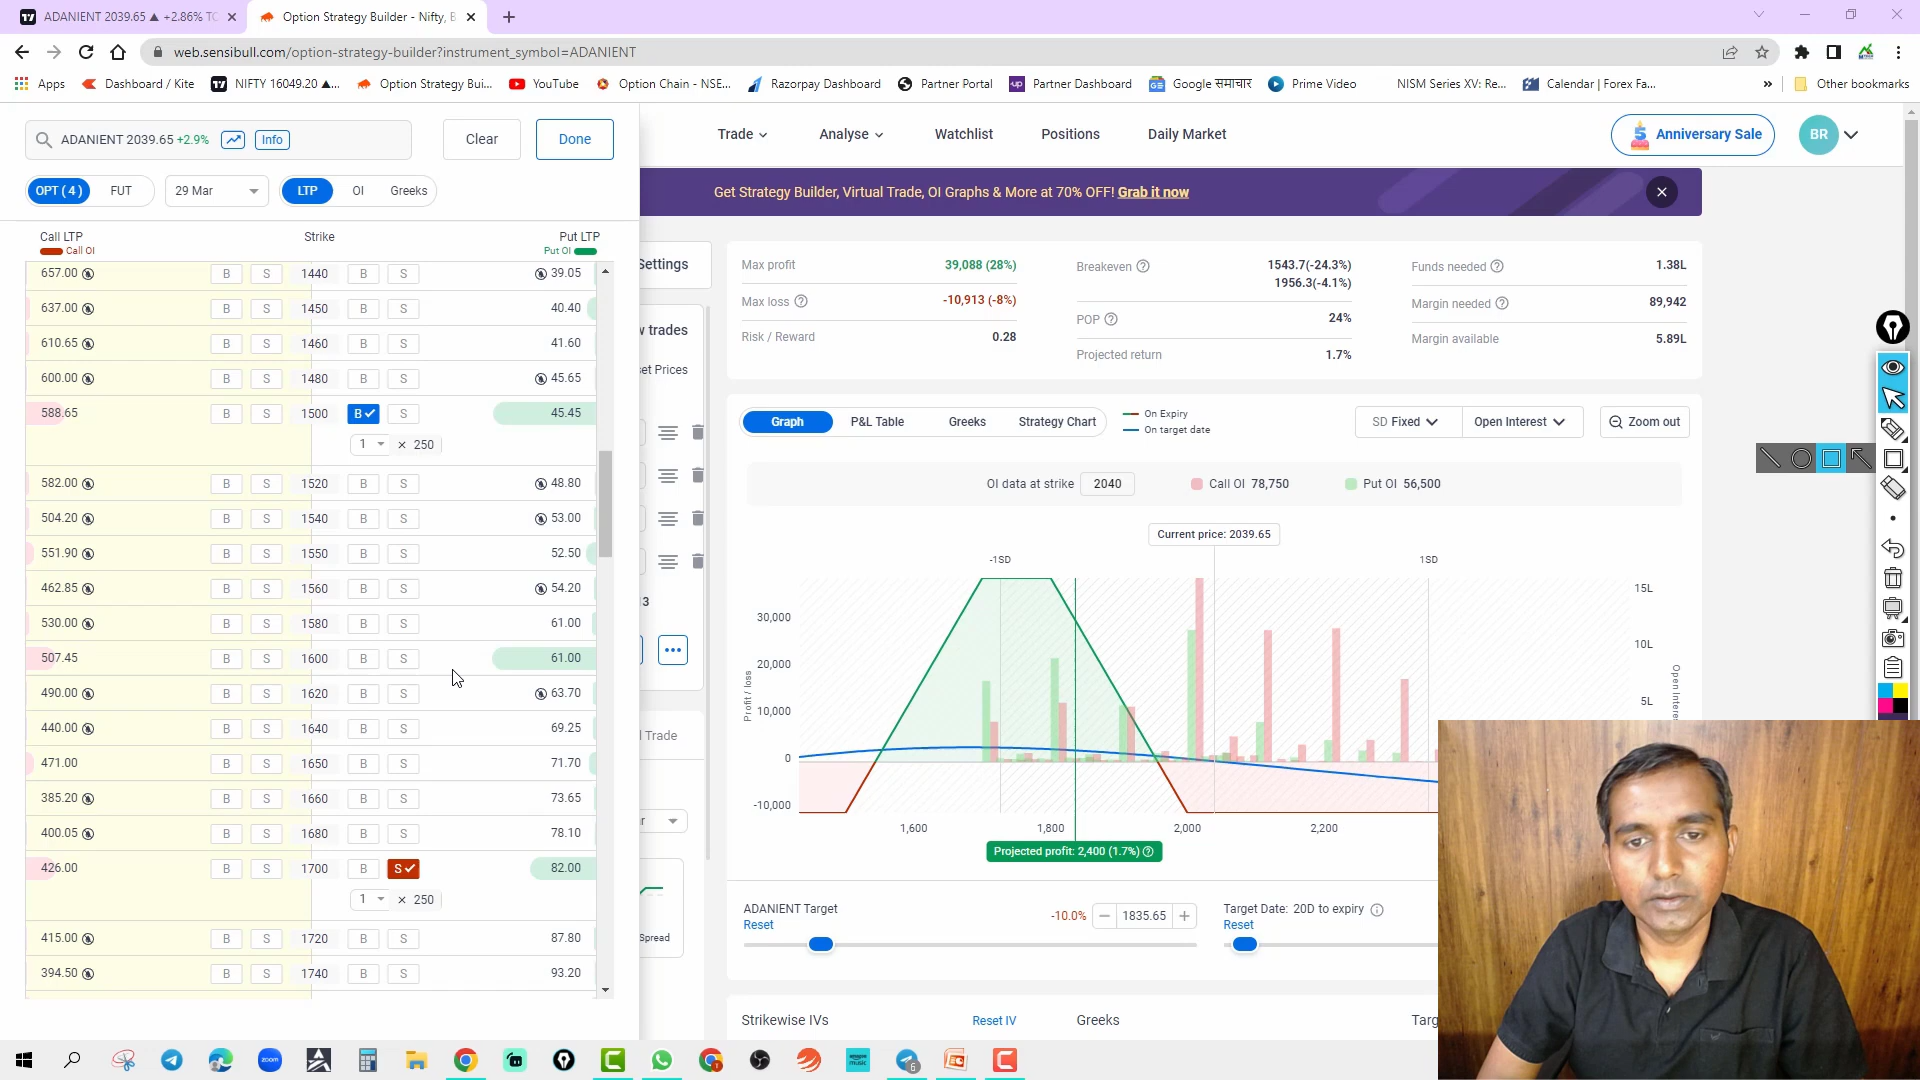 ADANIENT 2039.65 ▲ +2.86% TC
Option Strategy Builder - Nifty, B
web.sensibull.com/option-strategy-builder?instrument_symbol=ADANIENT
Apps
Dashboard / Kite
NIFTY 16049.20 ▲...
Option Strategy Bui...
YouTube
Option Chain - NSE...
Razorpay Dashboard
Partner Portal
Partner Dashboard
Google समाचार
Prime Video
NISM Series XV: Re...
Calendar | Forex Fa...
»
Other bookmarks
ADANIENT 2039.65 +2.9%
Info
Clear
Done
Trade
Analyse
Watchlist
Positions
Daily Market
Anniversary Sale
BR
OPT ( 4 )
FUT
29 Mar
LTP
OI
Greeks
Get Strategy Builder, Virtual Trade, OI Graphs & More at 70% OFF! Grab it now
Call LTP
Call OI
Strike
Put LTP
Put OI
657.00 B S 1440 B S 39.05
637.00 B S 1450 B S 40.40
610.65 B S 1460 B S 41.60
600.00 B S 1480 B S 45.65
588.65 B S 1500 B S 45.45
1 × 250
582.00 B S 1520 B S 48.80
504.20 B S 1540 B S 53.00
551.90 B S 1550 B S 52.50
462.85 B S 1560 B S 54.20
530.00 B S 1580 B S 61.00
507.45 B S 1600 B S 61.00
490.00 B S 1620 B S 63.70
440.00 B S 1640 B S 69.25
471.00 B S 1650 B S 71.70
385.20 B S 1660 B S 73.65
400.05 B S 1680 B S 78.10
426.00 B S 1700 B S 82.00
1 × 250
415.00 B S 1720 B S 87.80
394.50 B S 1740 B S 93.20
ettings
w trades
et Prices
3
l Trade
r
Spread
Max profit 39,088 (28%)
Max loss -10,913 (-8%)
Risk / Reward 0.28
Breakeven 1543.7(-24.3%)
1956.3(-4.1%)
POP 24%
Projected return 1.7%
Funds needed 1.38L
Margin needed 89,942
Margin available 5.89L
Graph
P&L Table
Greeks
Strategy Chart
On Expiry
On target date
SD Fixed
Open Interest
Zoom out
OI data at strike 2040 Call OI 78,750 Put OI 56,500
Current price: 2039.65
-1SD
1SD
30,000
20,000
10,000
0
-10,000
Profit / loss
15L
10L
5L
Open Interes
1,600
1,800
2,000
2,200
Projected profit: 2,400 (1.7%)
ADANIENT Target
Reset
-10.0% − 1835.65 +
Target Date: 20D to expiry
Reset
Strikewise IVs
Reset IV
Greeks
Targ
zoom
amazon music
T
6